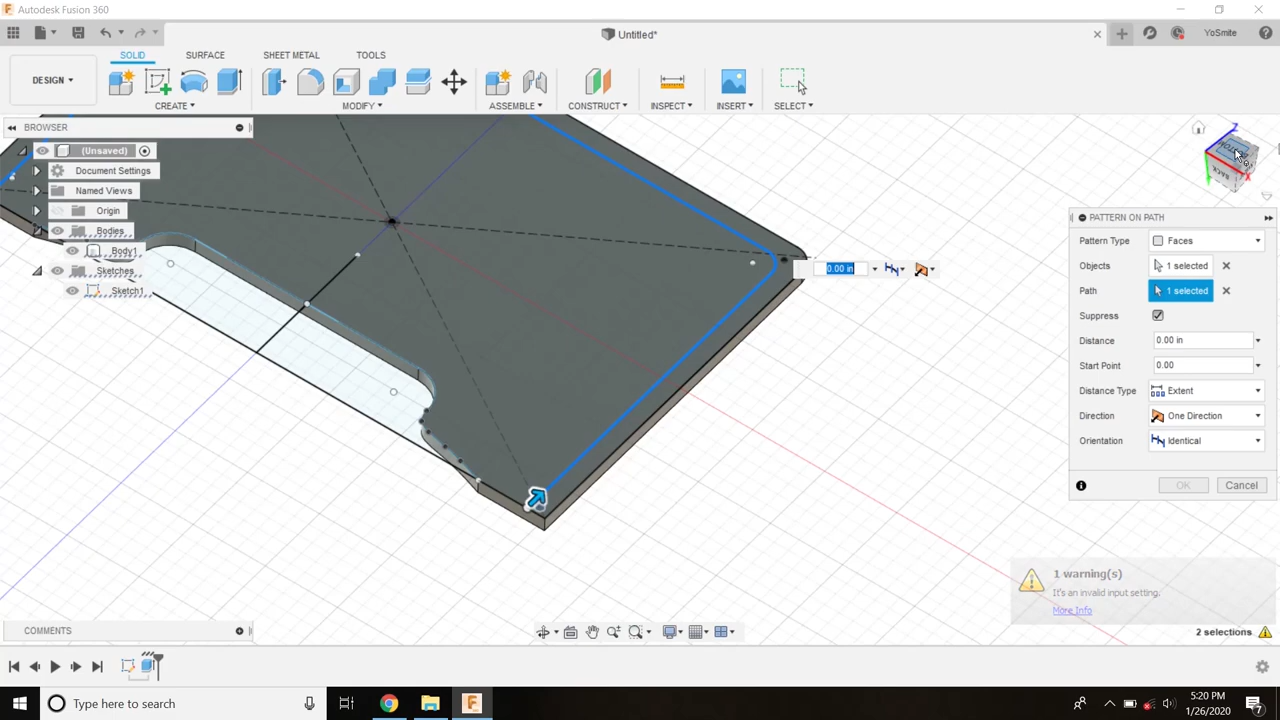 Autodesk Fusion 360
Untitled*
YoSmite
DESIGN
SOLID
SURFACE
SHEET METAL
TOOLS
CREATE
MODIFY
ASSEMBLE
CONSTRUCT
INSPECT
INSERT
SELECT
BROWSER
(Unsaved)
Document Settings
Named Views
Origin
Bodies
Body1
Sketches
Sketch1
0.00 in
Z
X
BACK
PATTERN ON PATH
Pattern Type
Faces
Objects
1 selected
Path
1 selected
Suppress
Distance
0.00 in
Start Point
0.00
Distance Type
Extent
Direction
One Direction
Orientation
Identical
OK
Cancel
1 warning(s)
It's an invalid input setting.
More Info
COMMENTS
2 selections
Type here to search
5:20 PM
1/26/2020
7